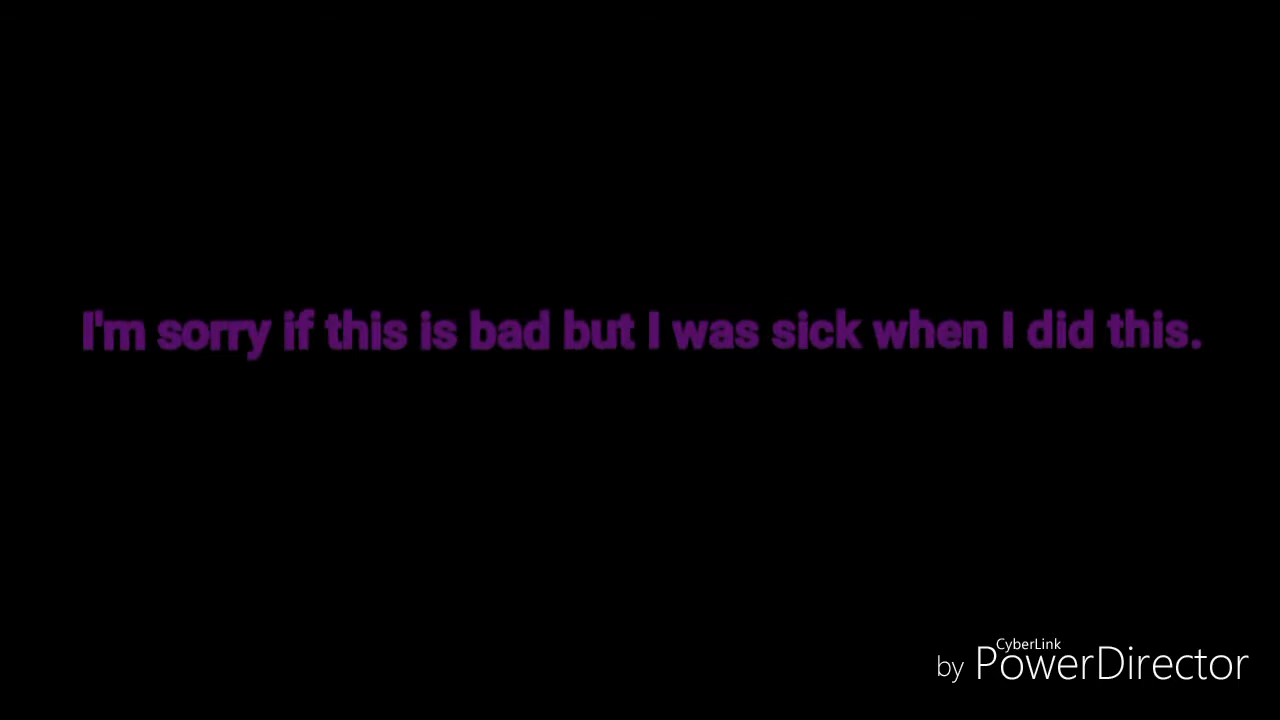 I'm sorry if this is bad but I was sick when I did this.
by CyberLink PowerDirector